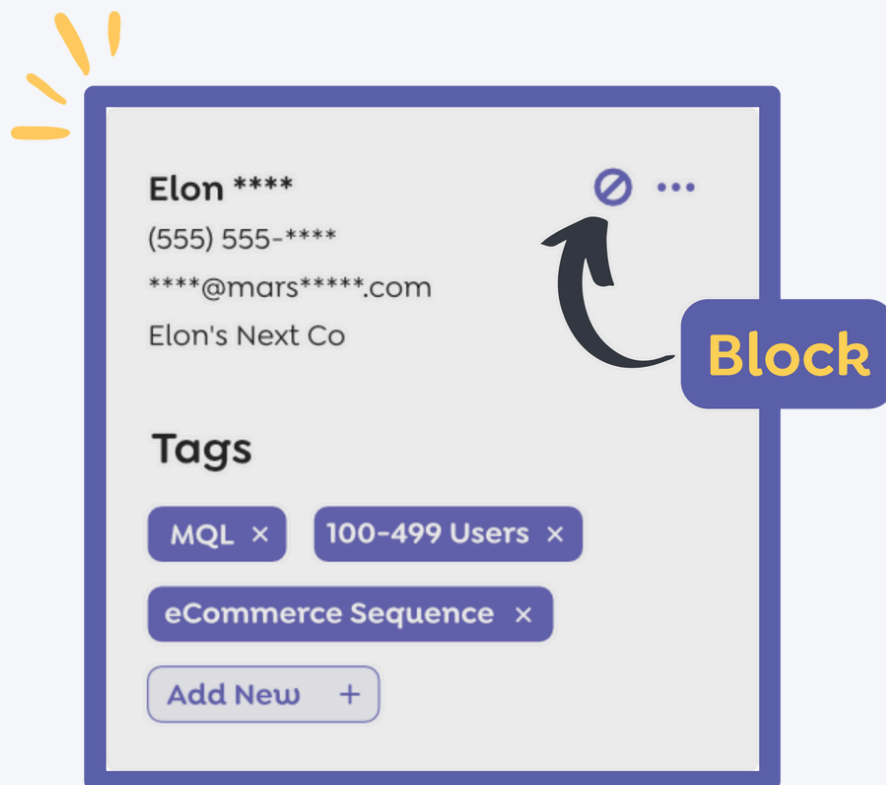 Elon ****
(555) 555-****
****@mars*****.com
Elon's Next Co
Block
Tags
MQL ×
100-499 Users ×
eCommerce Sequence ×
Add New +